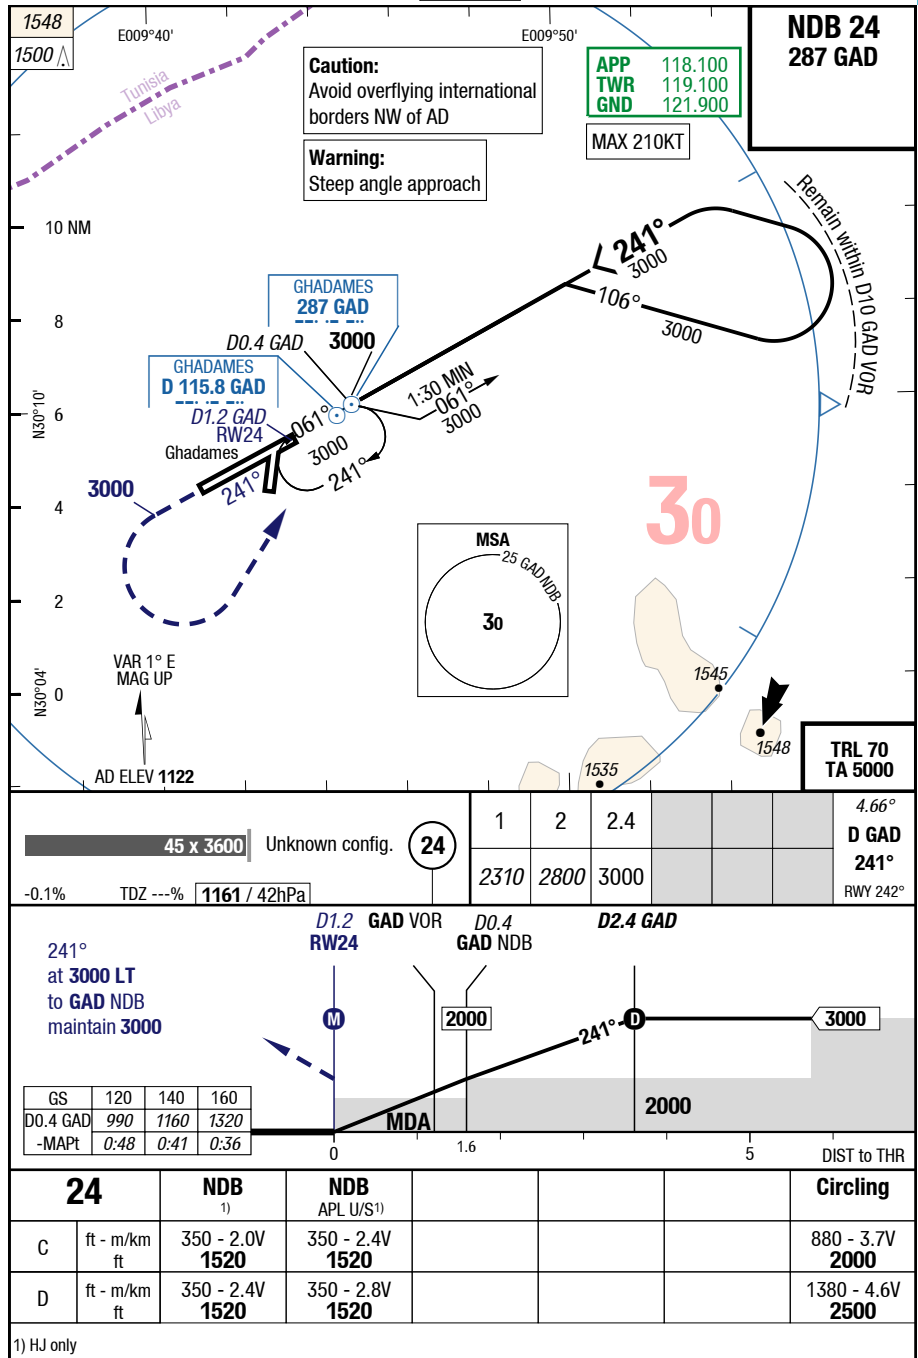 1548
1500
E009°40'
E009°50'
NDB 24
287 GAD
Caution:
Avoid overflying international
borders NW of AD
APP 118.100
TWR 119.100
GND 121.900
MAX 210KT
Warning:
Steep angle approach
Tunisia
Libya
Remain within D10 GAD VOR
10 NM
8
6
4
2
0
N30°10'
N30°04'
241°
3000
106°
3000
GHADAMES
287 GAD
D0.4 GAD
3000
GHADAMES
D 115.8 GAD
D1.2 GAD
RW24
Ghadames
061°
3000
241°
1:30 MIN
061°
3000
241°
3000
30
MSA
25 GAD NDB
30
VAR 1° E
MAG UP
AD ELEV 1122
1545
1548
1535
TRL 70
TA 5000
45 x 3600
Unknown config.
24
-0.1%
TDZ ---%
1161 / 42hPa
1 2 2.4
2310 2800 3000
4.66°
D GAD
241°
RWY 242°
241°
at 3000 LT
to GAD NDB
maintain 3000
D1.2
RW24
GAD VOR
D0.4
GAD NDB
D2.4 GAD
M
2000
241°
D
3000
MDA
2000
GS 120 140 160
D0.4 GAD 990 1160 1320
-MAPt 0:48 0:41 0:36
0
1.6
5
DIST to THR
24
NDB
1)
NDB
APL U/S1)
Circling
C
ft - m/km
ft
350 - 2.0V
1520
350 - 2.4V
1520
880 - 3.7V
2000
D
ft - m/km
ft
350 - 2.4V
1520
350 - 2.8V
1520
1380 - 4.6V
2500
1) HJ only